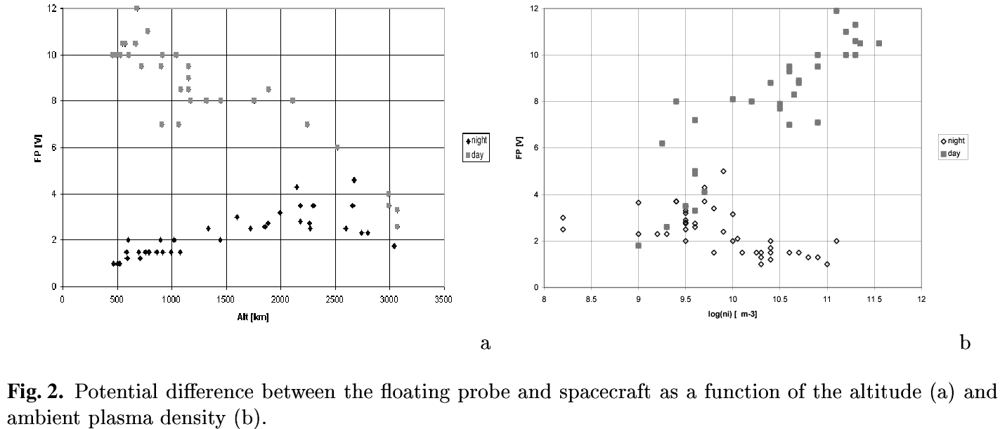 12
10
8
6
4
2
0
FP [V]
0 500 1000 1500 2000 2500 3000 3500
Alt [km]
night
day
a
12
10
8
6
4
2
0
FP [V]
8 8.5 9 9.5 10 10.5 11 11.5 12
log(ni) [ m-3]
night
day
b
Fig. 2. Potential difference between the floating probe and spacecraft as a function of the altitude (a) and
ambient plasma density (b).